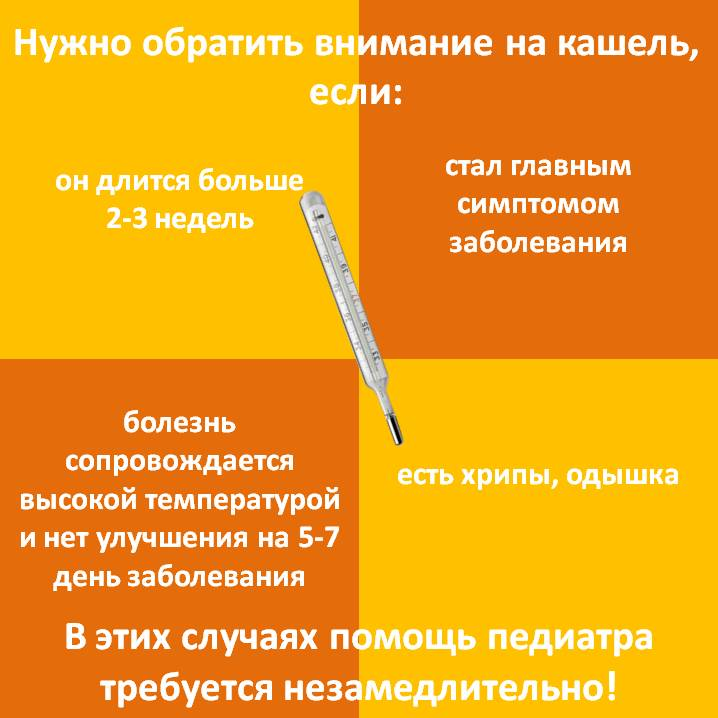 Нужно обратить внимание на кашель,
если:
он длится больше
2-3 недель
стал главным
симптомом
заболевания
болезнь
сопровождается
высокой температурой
и нет улучшения на 5-7
день заболевания
есть хрипы, одышка
В этих случаях помощь педиатра
требуется незамедлительно!